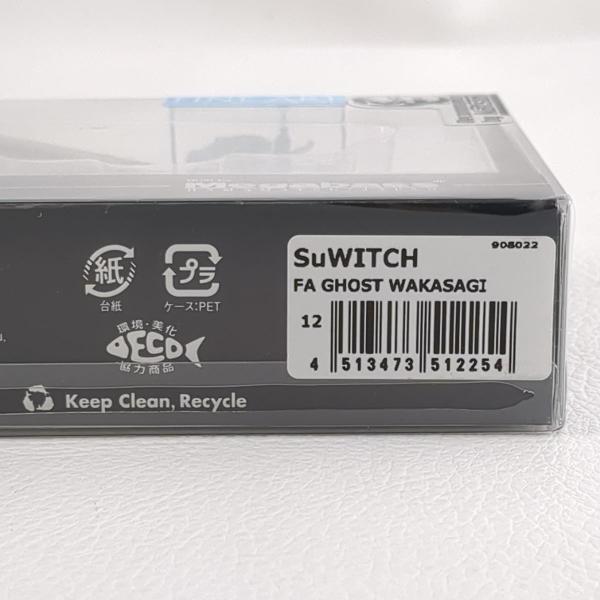 Megabass
SuWITCH
908022
FA GHOST WAKASAGI
12
4 513473 512254
紙
台紙
プラ
ケース:PET
環境・美化
ECO
協力商品
Keep Clean, Recycle